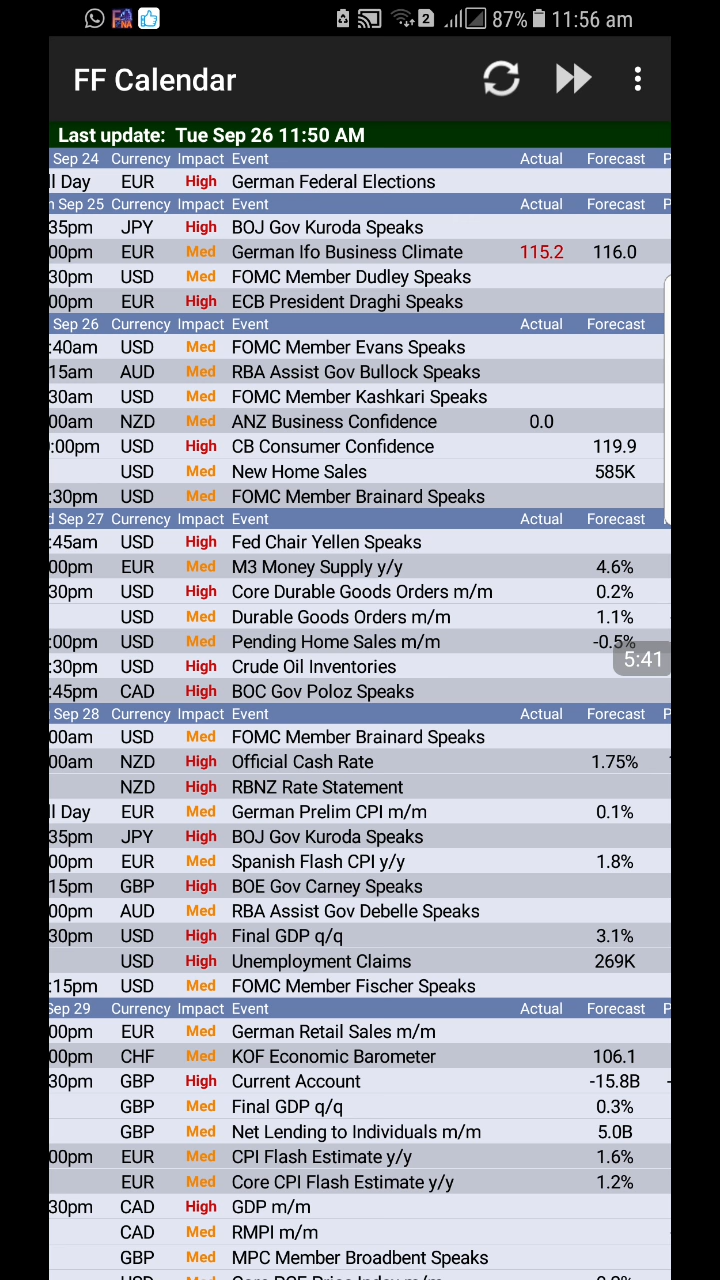 2 87% 11:56 am
FF Calendar
Last update: Tue Sep 26 11:50 AM
Sep 24 Currency Impact Event Actual Forecast P
ll Day EUR High German Federal Elections
n Sep 25 Currency Impact Event Actual Forecast
35pm JPY High BOJ Gov Kuroda Speaks
00pm EUR Med German Ifo Business Climate 115.2 116.0
30pm USD Med FOMC Member Dudley Speaks
00pm EUR High ECB President Draghi Speaks
Sep 26 Currency Impact Event Actual Forecast
:40am USD Med FOMC Member Evans Speaks
15am AUD Med RBA Assist Gov Bullock Speaks
30am USD Med FOMC Member Kashkari Speaks
00am NZD Med ANZ Business Confidence 0.0
:00pm USD High CB Consumer Confidence 119.9
USD Med New Home Sales 585K
:30pm USD Med FOMC Member Brainard Speaks
d Sep 27 Currency Impact Event Actual Forecast
:45am USD High Fed Chair Yellen Speaks
00pm EUR Med M3 Money Supply y/y 4.6%
30pm USD High Core Durable Goods Orders m/m 0.2%
USD Med Durable Goods Orders m/m 1.1%
:00pm USD Med Pending Home Sales m/m -0.5%
5:41
:30pm USD High Crude Oil Inventories
:45pm CAD High BOC Gov Poloz Speaks
Sep 28 Currency Impact Event Actual Forecast P
00am USD Med FOMC Member Brainard Speaks
00am NZD High Official Cash Rate 1.75%
NZD High RBNZ Rate Statement
ll Day EUR Med German Prelim CPI m/m 0.1%
35pm JPY High BOJ Gov Kuroda Speaks
00pm EUR Med Spanish Flash CPI y/y 1.8%
15pm GBP High BOE Gov Carney Speaks
00pm AUD Med RBA Assist Gov Debelle Speaks
30pm USD High Final GDP q/q 3.1%
USD High Unemployment Claims 269K
:15pm USD Med FOMC Member Fischer Speaks
Sep 29 Currency Impact Event Actual Forecast P
00pm EUR Med German Retail Sales m/m
00pm CHF Med KOF Economic Barometer 106.1
30pm GBP High Current Account -15.8B -
GBP Med Final GDP q/q 0.3%
GBP Med Net Lending to Individuals m/m 5.0B
00pm EUR Med CPI Flash Estimate y/y 1.6%
EUR Med Core CPI Flash Estimate y/y 1.2%
30pm CAD High GDP m/m
CAD Med RMPI m/m
GBP Med MPC Member Broadbent Speaks